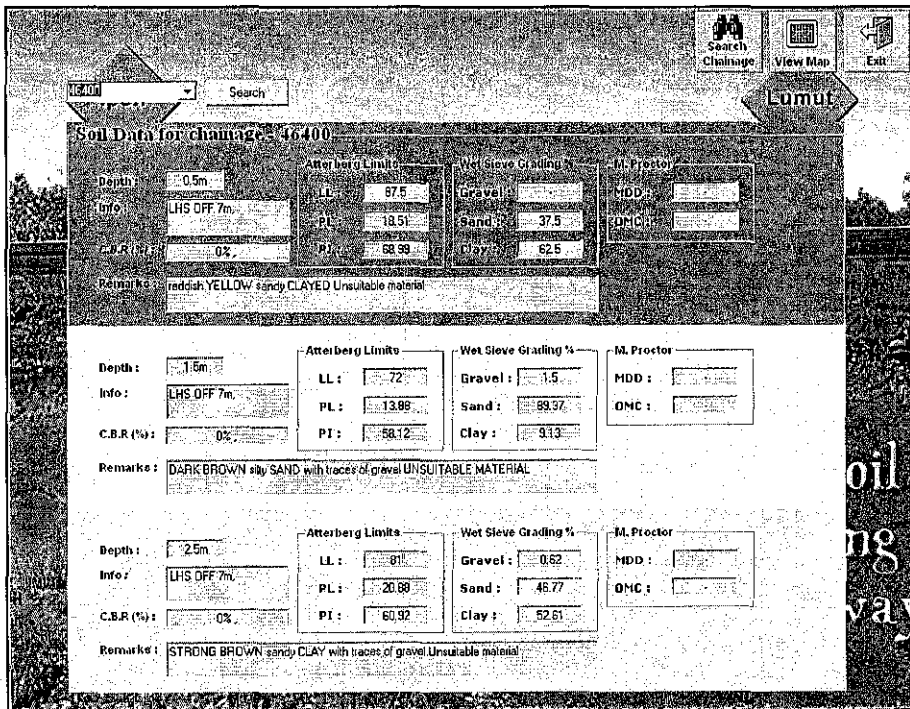 Search
Chainage
View Map
Exit
46400
Search
Lumut
Soil Data for chainage - 46400
Depth : 0.5m
Info : LHS OFF 7m,
C.B.R (%) : 0%,
Atterberg Limits
LL : 87.5
PL : 18.51
PI : 68.99
Wet Sieve Grading %
Gravel : -
Sand : 37.5
Clay : 62.5
M. Proctor
MDD : -
OMC : -
Remarks : reddish YELLOW sandy CLAYED Unsuitable material
Depth : 1.5m
Info : LHS OFF 7m,
C.B.R (%) : 0%,
Atterberg Limits
LL : 72
PL : 13.88
PI : 58.12
Wet Sieve Grading %
Gravel : 1.5
Sand : 89.37
Clay : 9.13
M. Proctor
MDD : -
OMC :
Remarks : DARK BROWN silty SAND with traces of gravel UNSUITABLE MATERIAL
Depth : 2.5m
Info : LHS OFF 7m,
C.B.R (%) : 0%,
Atterberg Limits
LL : 81
PL : 20.88
PI : 60.92
Wet Sieve Grading %
Gravel : 0.62
Sand : 46.77
Clay : 52.61
M. Proctor
MDD : -
OMC : -
Remarks : STRONG BROWN sandy CLAY with traces of gravel.Unsuitable material
oil
ng
way